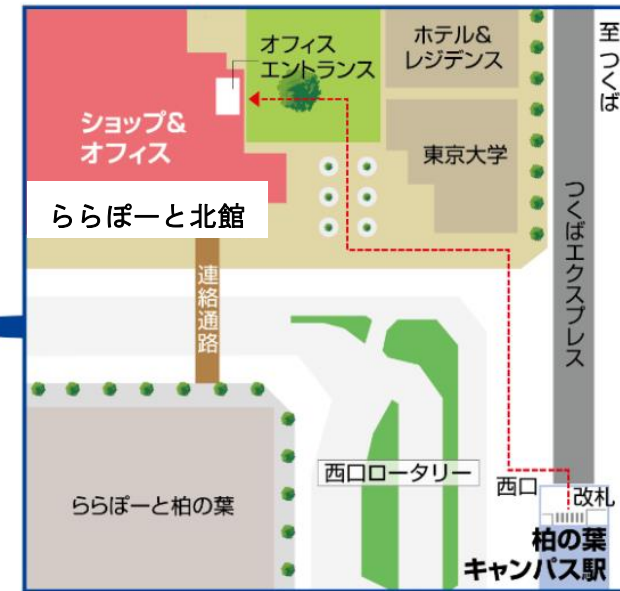 オフィス
エントランス
ホテル&
レジデンス
至 つくば
ショップ&
オフィス
東京大学
ららぽーと北館
つくばエクスプレス
連絡通路
西口ロータリー
西口
改札
ららぽーと柏の葉
柏の葉
キャンパス駅